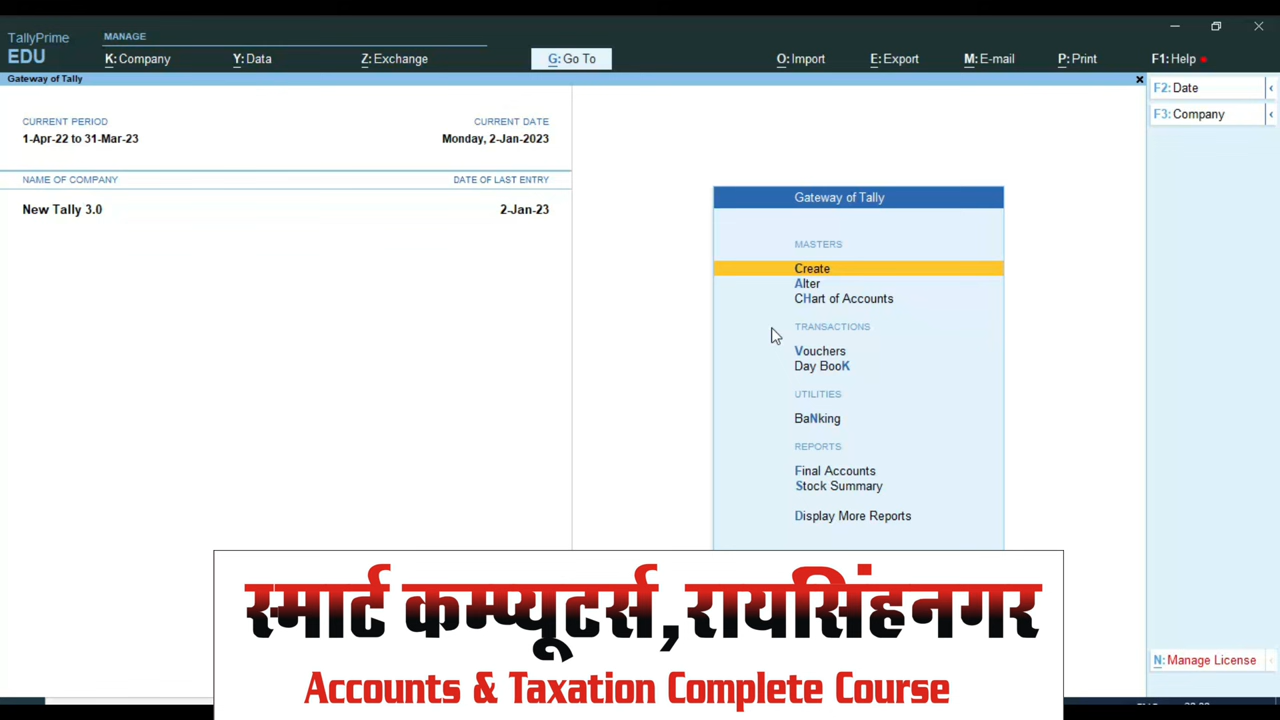 TallyPrime
EDU
MANAGE
K: Company
Y: Data
Z: Exchange
G: Go To
O: Import
E: Export
M: E-mail
P: Print
F1: Help
Gateway of Tally
CURRENT PERIOD
CURRENT DATE
1-Apr-22 to 31-Mar-23
Monday, 2-Jan-2023
NAME OF COMPANY
DATE OF LAST ENTRY
New Tally 3.0
2-Jan-23
Gateway of Tally
MASTERS
Create
Alter
CHart of Accounts
TRANSACTIONS
Vouchers
Day BooK
UTILITIES
BaNking
REPORTS
Final Accounts
Stock Summary
Display More Reports
F2: Date
F3: Company
N: Manage License
स्मार्ट कम्प्यूटर्स,रायसिंहनगर
Accounts & Taxation Complete Course